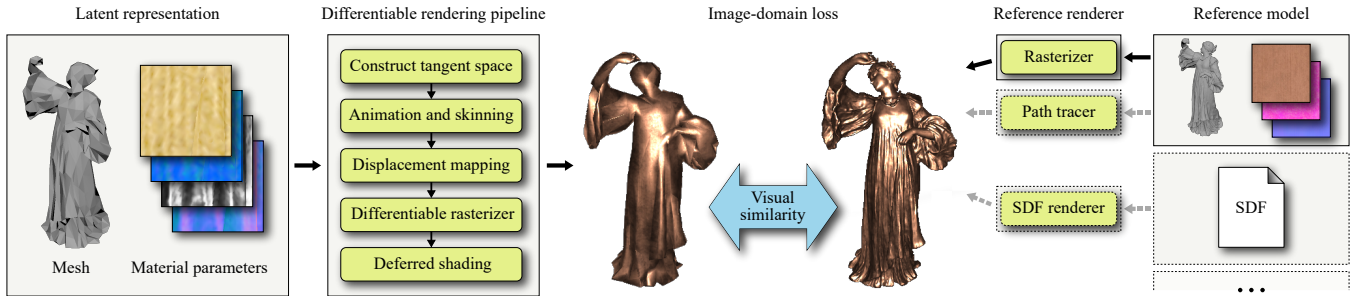 Latent representation
Differentiable rendering pipeline
Image-domain loss
Reference renderer
Reference model
Mesh
Material parameters
Construct tangent space
Animation and skinning
Displacement mapping
Differentiable rasterizer
Deferred shading
Visual
similarity
Rasterizer
Path tracer
SDF renderer
SDF
...